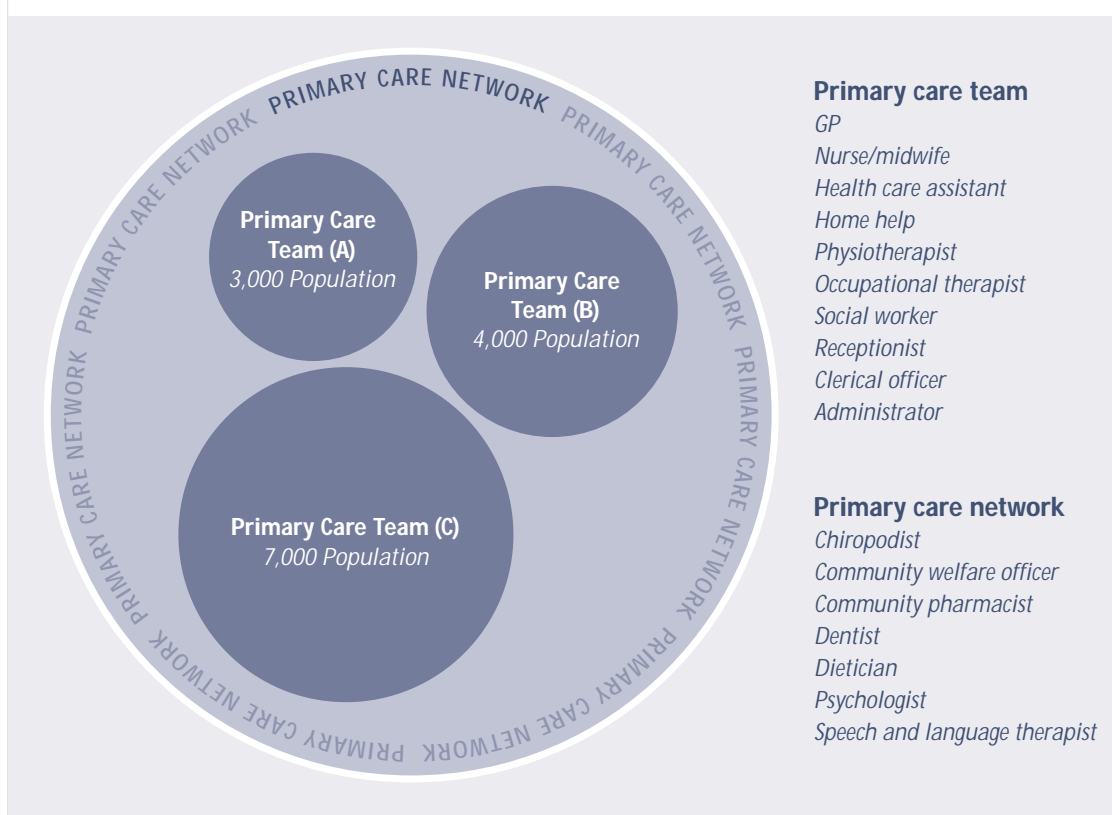 PRIMARY CARE NETWORK PRIMARY CARE NETWORK PRIMARY CARE NETWORK PRIMARY CARE NETWORK PRIMARY CARE NETWORK PRIMARY CARE NETWORK PRIMARY CARE NETWORK
Primary Care
Team (A)
3,000 Population
Primary Care
Team (B)
4,000 Population
Primary Care Team (C)
7,000 Population
Primary care team
GP
Nurse/midwife
Health care assistant
Home help
Physiotherapist
Occupational therapist
Social worker
Receptionist
Clerical officer
Administrator
Primary care network
Chiropodist
Community welfare officer
Community pharmacist
Dentist
Dietician
Psychologist
Speech and language therapist